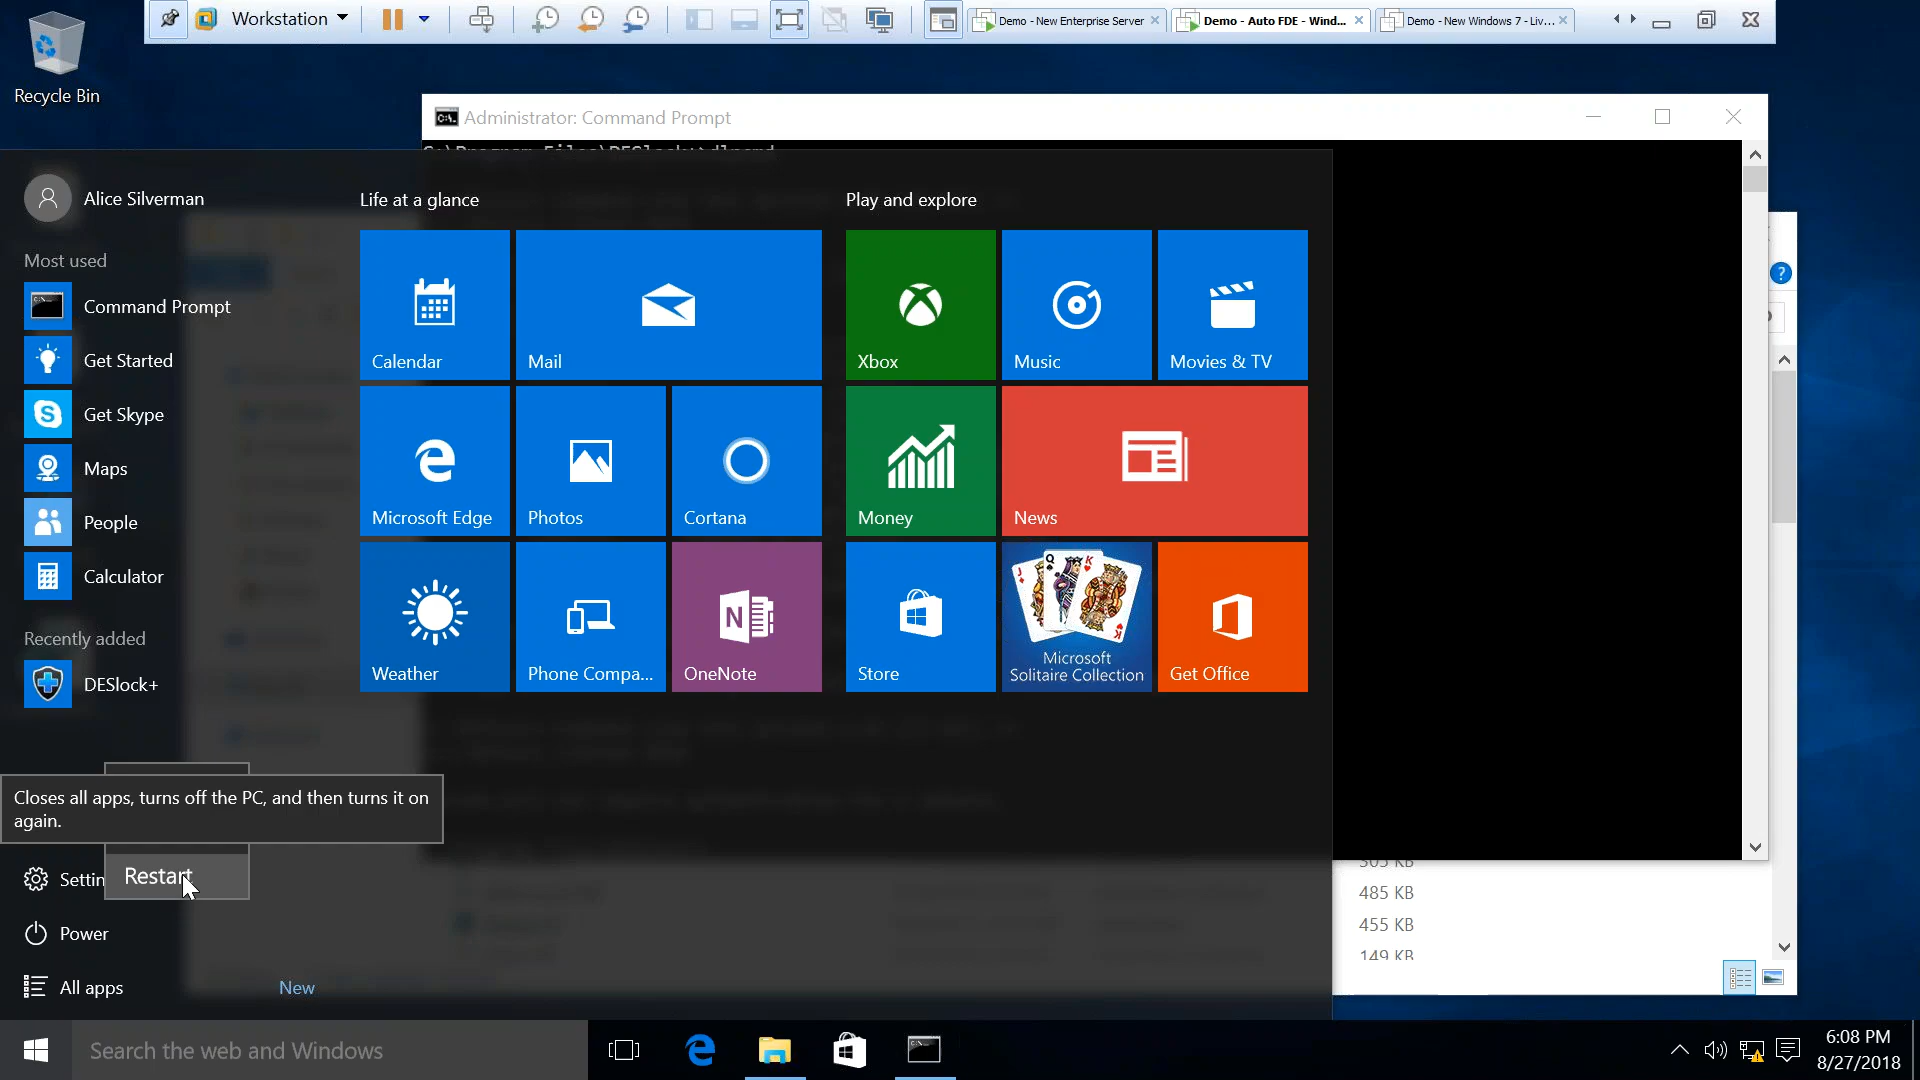 Workstation
Demo - New Enterprise Server
Demo - Auto FDE - Wind...
Demo - New Windows 7 - Liv...
Recycle Bin
Administrator: Command Prompt
Alice Silverman
Most used
Command Prompt
Get Started
Get Skype
Maps
People
Calculator
Recently added
DESlock+
Closes all apps, turns off the PC, and then turns it on
again.
Restart
Settin
Power
All apps
New
Life at a glance
Calendar
Mail
Microsoft Edge
Photos
Cortana
Weather
Phone Compa...
OneNote
Play and explore
Xbox
Music
Movies & TV
Money
News
Store
Microsoft
Solitaire Collection
Get Office
305 KB
485 KB
455 KB
149 KB
Search the web and Windows
6:08 PM
8/27/2018